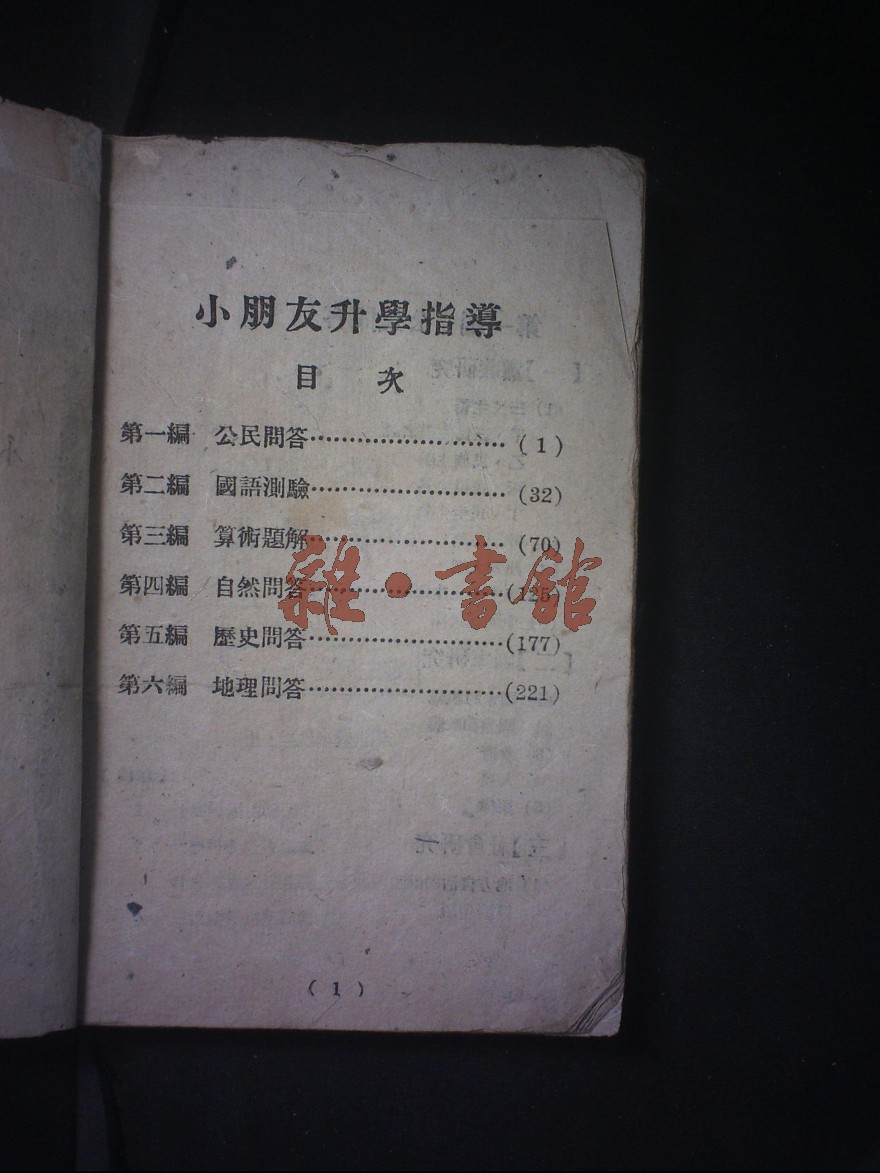 小朋友升學指導
目 次
第一編 公民問答……………………(1)
第二編 國語測驗……………………(32)
第三編 算術題解……………………(70)
第四編 自然問答……………………(125)
第五編 歷史問答……………………(177)
第六編 地理問答……………………(221)
雜·書館
(1)